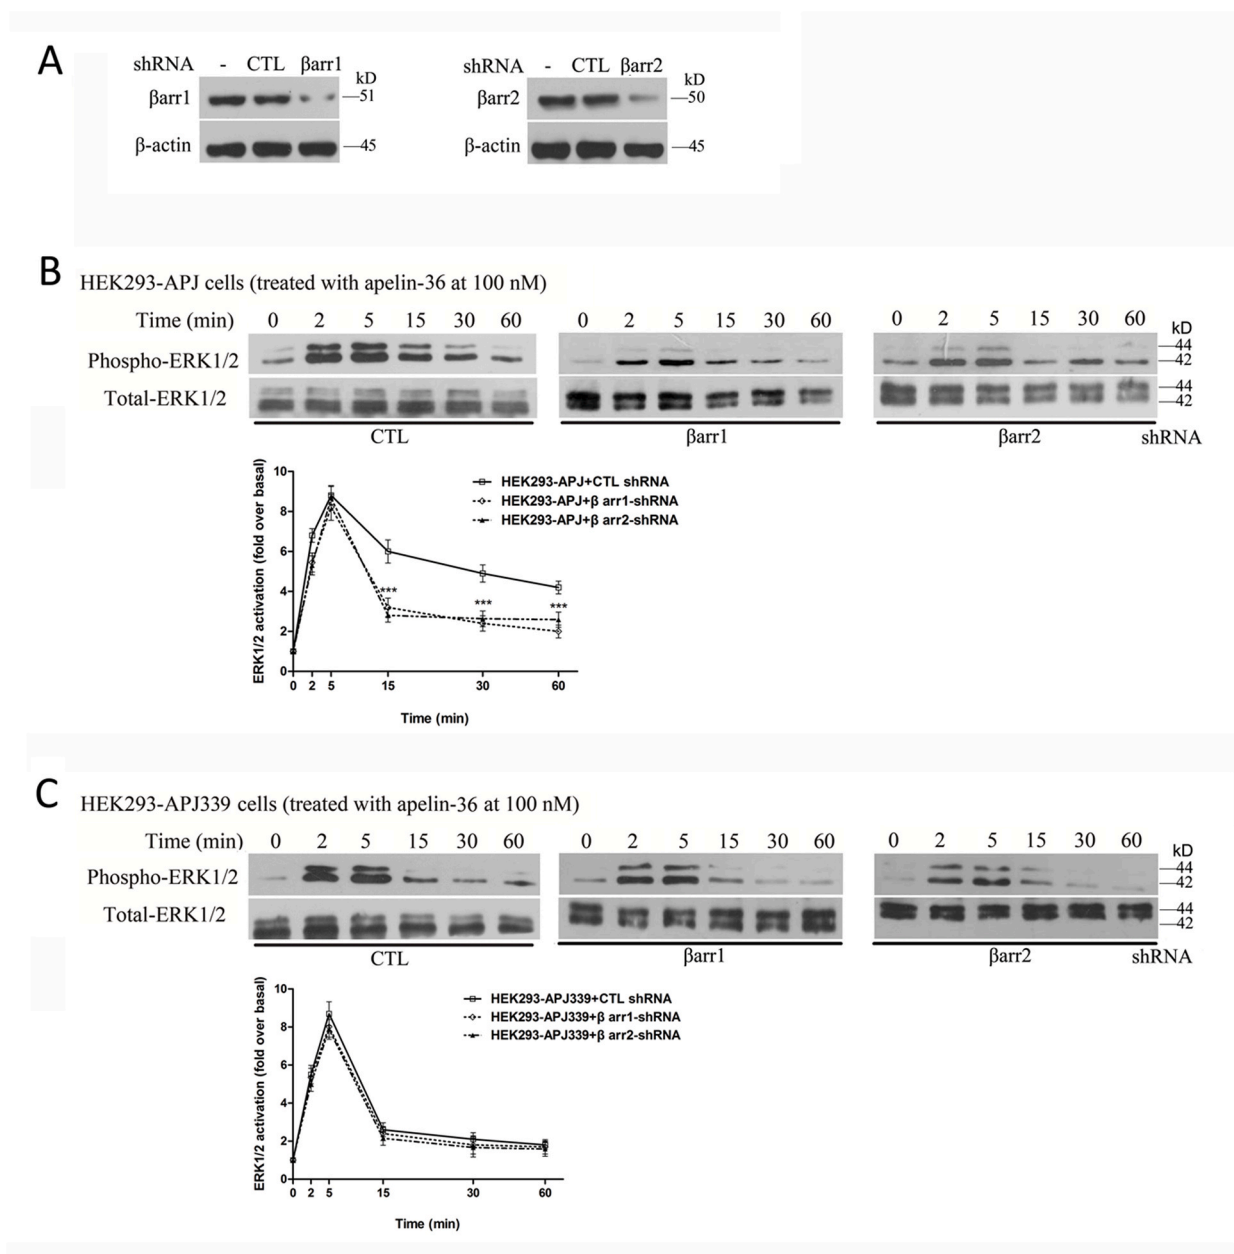 A
shRNA - CTL βarr1
kD
βarr1 51
β-actin 45
shRNA - CTL βarr2
kD
βarr2 50
β-actin 45
B
HEK293-APJ cells (treated with apelin-36 at 100 nM)
Time (min) 0 2 5 15 30 60 0 2 5 15 30 60 0 2 5 15 30 60
kD
44
Phospho-ERK1/2 42
44
Total-ERK1/2 42
CTL βarr1 βarr2 shRNA
ERK1/2 activation (fold over basal)
10
8
6
4
2
0
HEK293-APJ+CTL shRNA
HEK293-APJ+β arr1-shRNA
HEK293-APJ+β arr2-shRNA
*** *** ***
0 2 5 15 30 60
Time (min)
C
HEK293-APJ339 cells (treated with apelin-36 at 100 nM)
Time (min) 0 2 5 15 30 60 0 2 5 15 30 60 0 2 5 15 30 60
kD
44
Phospho-ERK1/2 42
44
Total-ERK1/2 42
CTL βarr1 βarr2 shRNA
ERK1/2 activation (fold over basal)
10
8
6
4
2
0
HEK293-APJ339+CTL shRNA
HEK293-APJ339+β arr1-shRNA
HEK293-APJ339+β arr2-shRNA
0 2 5 15 30 60
Time (min)